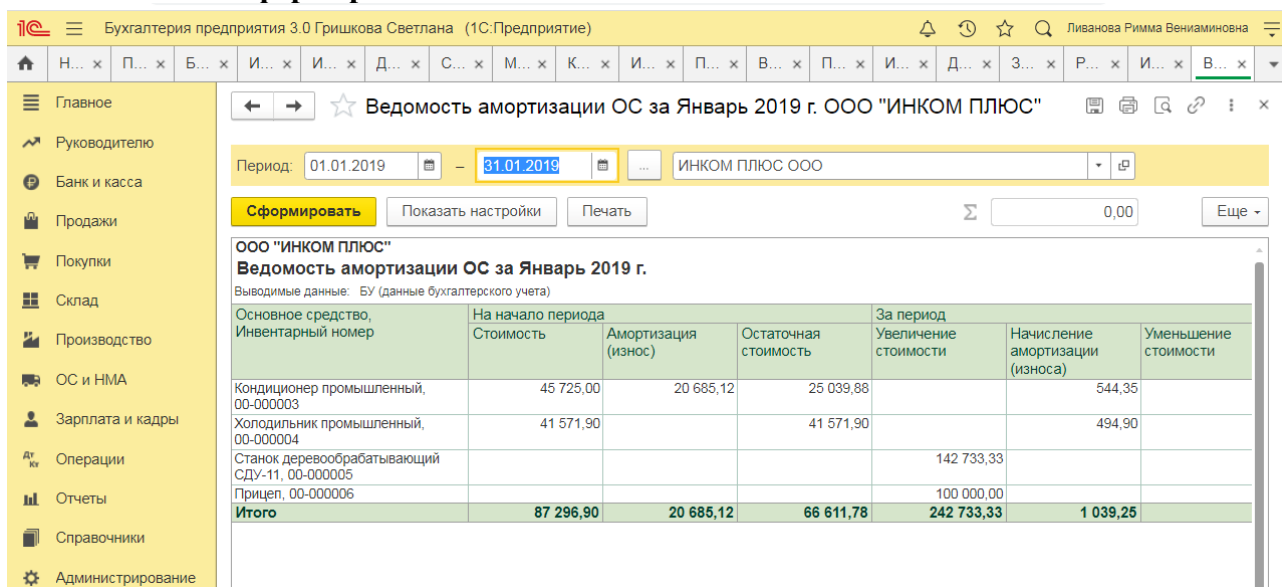 1С Бухгалтерия предприятия 3.0 Гришкова Светлана (1С:Предприятие) Ливанова Римма Вениаминовна
Н... × П... × Б... × И... × И... × Д... × С... × М... × К... × И... × П... × В... × П... × И... × Д... × З... × Р... × И... × В... ×
Главное
Руководителю
Банк и касса
Продажи
Покупки
Склад
Производство
ОС и НМА
Зарплата и кадры
Операции
Отчеты
Справочники
Администрирование
Ведомость амортизации ОС за Январь 2019 г. ООО "ИНКОМ ПЛЮС"
Период: 01.01.2019 – 31.01.2019 ... ИНКОМ ПЛЮС ООО
Сформировать Показать настройки Печать Σ 0,00 Еще
ООО "ИНКОМ ПЛЮС"
Ведомость амортизации ОС за Январь 2019 г.
Выводимые данные: БУ (данные бухгалтерского учета)
Основное средство, На начало периода За период
Инвентарный номер Стоимость Амортизация Остаточная Увеличение Начисление Уменьшение
(износ) стоимость стоимости амортизации стоимости
(износа)
Кондиционер промышленный, 45 725,00 20 685,12 25 039,88 544,35
00-000003
Холодильник промышленный, 41 571,90 41 571,90 494,90
00-000004
Станок деревообрабатывающий 142 733,33
СДУ-11, 00-000005
Прицеп, 00-000006 100 000,00
Итого 87 296,90 20 685,12 66 611,78 242 733,33 1 039,25